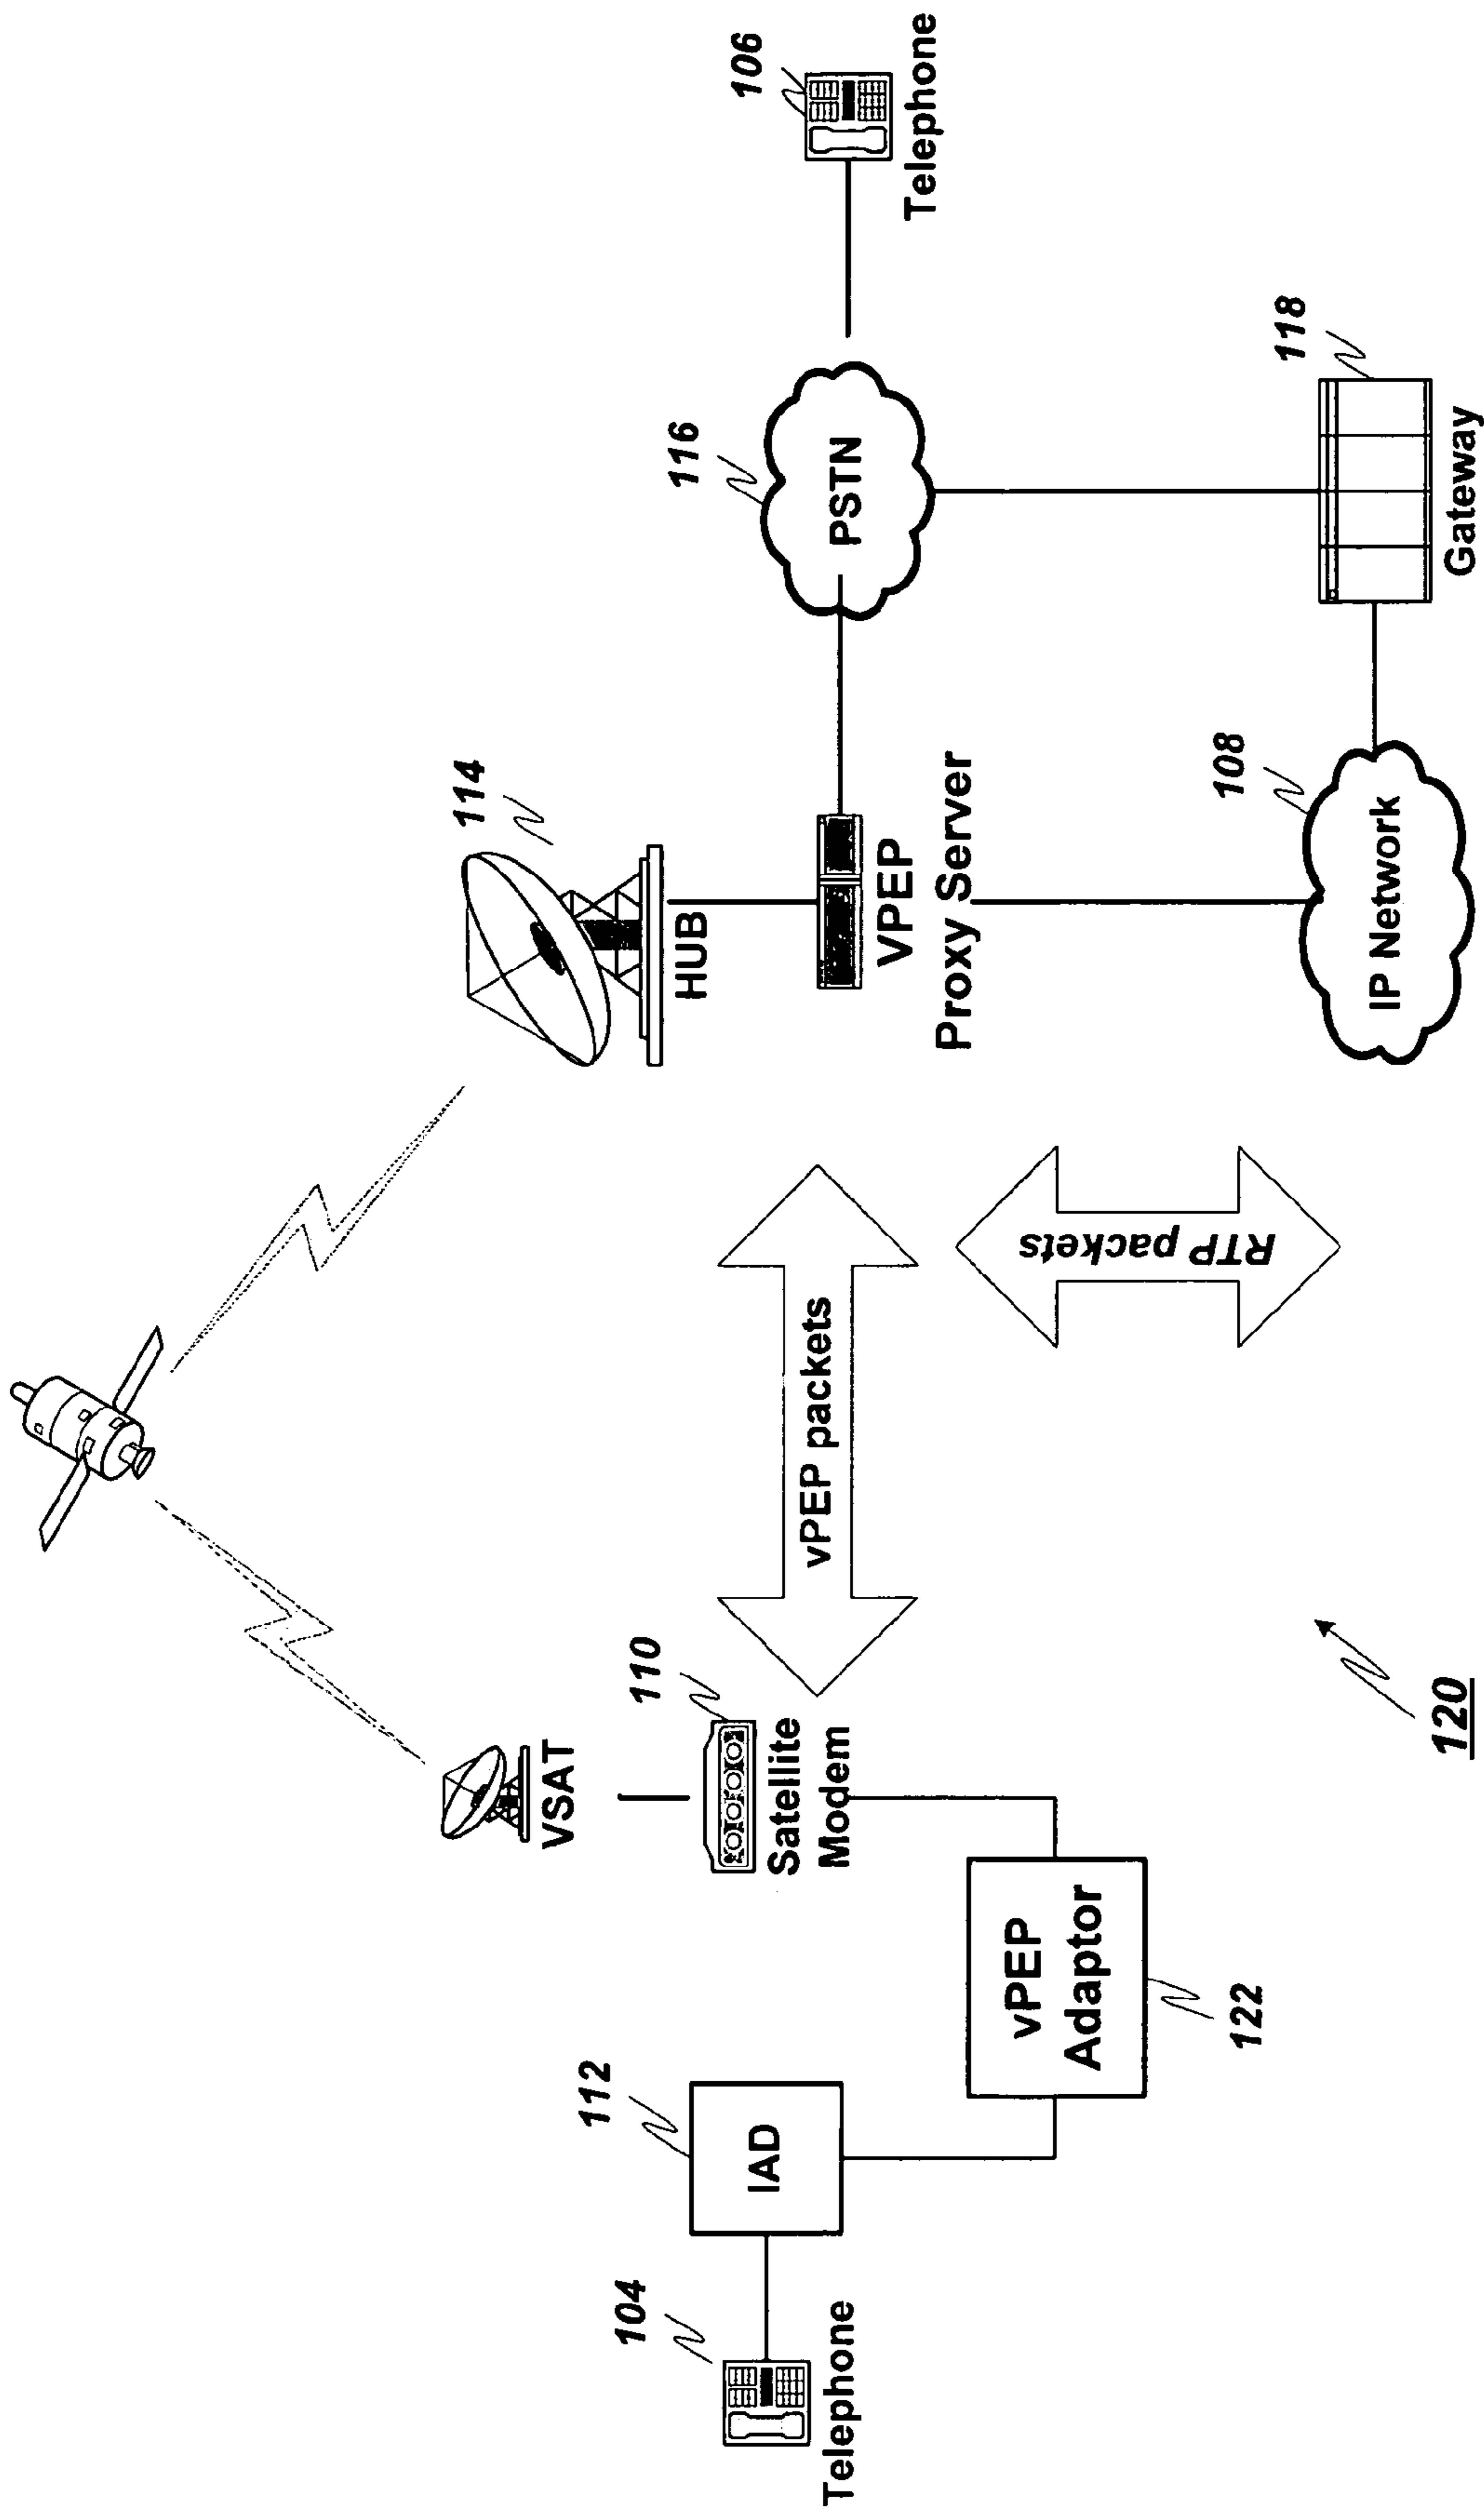 114
HUB
VSAT
110
Satellite
Modem
112
IAD
104
Telephone
vPEP
Adaptor
122
vPEP packets
RTP packets
VPEP
Proxy Server
116
PSTN
106
Telephone
108
IP Network
118
Gateway
120